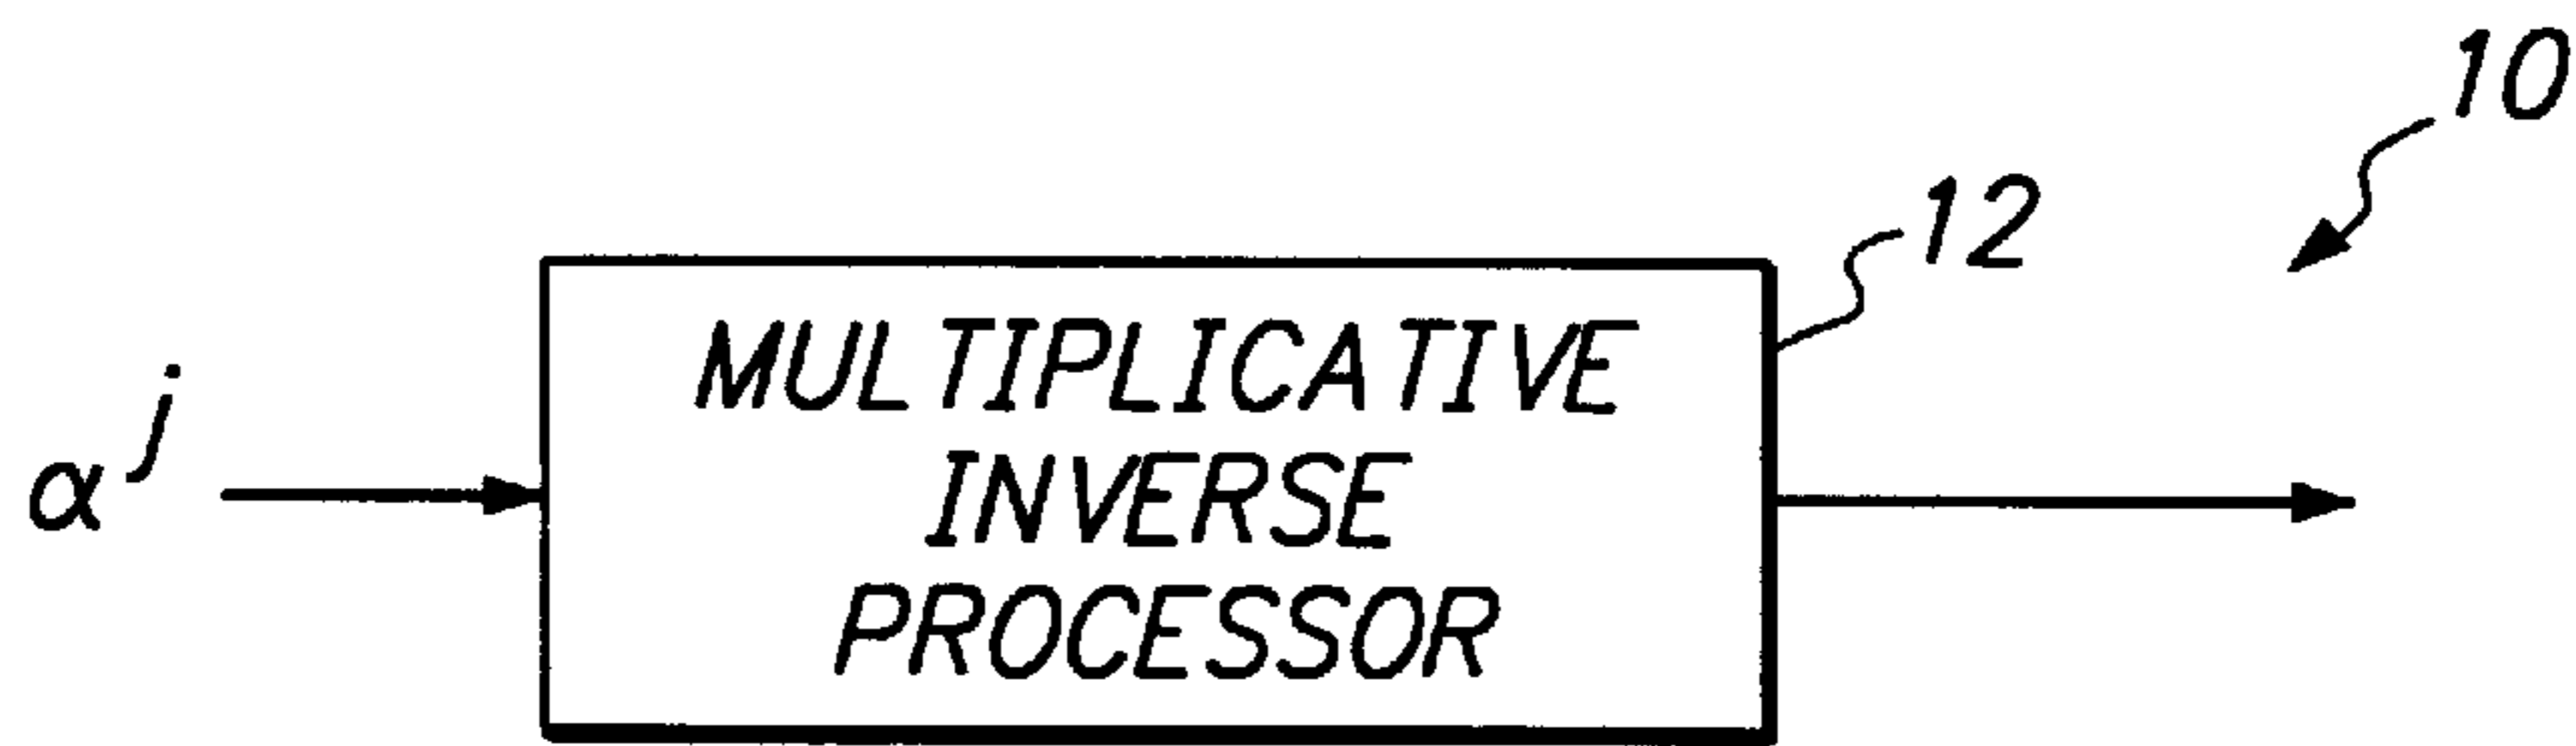 10
12
MULTIPLICATIVE
INVERSE
PROCESSOR
α^j